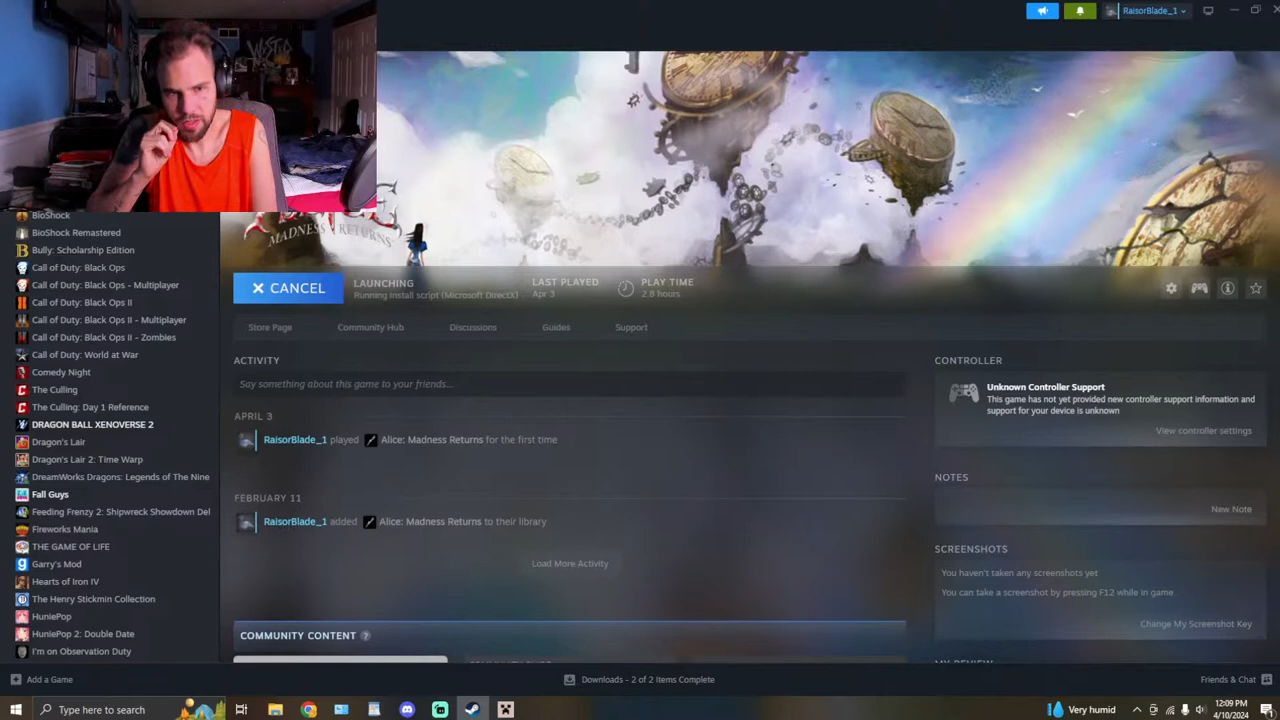 RaisorBlade_1
MADNESS RETURNS
BioShock
BioShock Remastered
Bully: Scholarship Edition
Call of Duty: Black Ops
Call of Duty: Black Ops - Multiplayer
Call of Duty: Black Ops II
Call of Duty: Black Ops II - Multiplayer
Call of Duty: Black Ops II - Zombies
Call of Duty: World at War
Comedy Night
The Culling
The Culling: Day 1 Reference
DRAGON BALL XENOVERSE 2
Dragon's Lair
Dragon's Lair 2: Time Warp
DreamWorks Dragons: Legends of The Nine
Fall Guys
Feeding Frenzy 2: Shipwreck Showdown Del
Fireworks Mania
THE GAME OF LIFE
Garry's Mod
Hearts of Iron IV
The Henry Stickmin Collection
HuniePop
HuniePop 2: Double Date
I'm on Observation Duty
CANCEL
LAUNCHING
Running install script (Microsoft DirectX)
LAST PLAYED
Apr 3
PLAY TIME
2.8 hours
Store Page
Community Hub
Discussions
Guides
Support
ACTIVITY
Say something about this game to your friends...
APRIL 3
RaisorBlade_1 played Alice: Madness Returns for the first time
FEBRUARY 11
RaisorBlade_1 added Alice: Madness Returns to their library
Load More Activity
COMMUNITY CONTENT ?
CONTROLLER
Unknown Controller Support
This game has not yet provided new controller support information and
support for your device is unknown
View controller settings
NOTES
New Note
SCREENSHOTS
You haven't taken any screenshots yet
You can take a screenshot by pressing F12 while in game
Change My Screenshot Key
MY REVIEW
Add a Game
Downloads - 2 of 2 Items Complete
Friends & Chat
Type here to search
Very humid
12:09 PM
4/10/2024